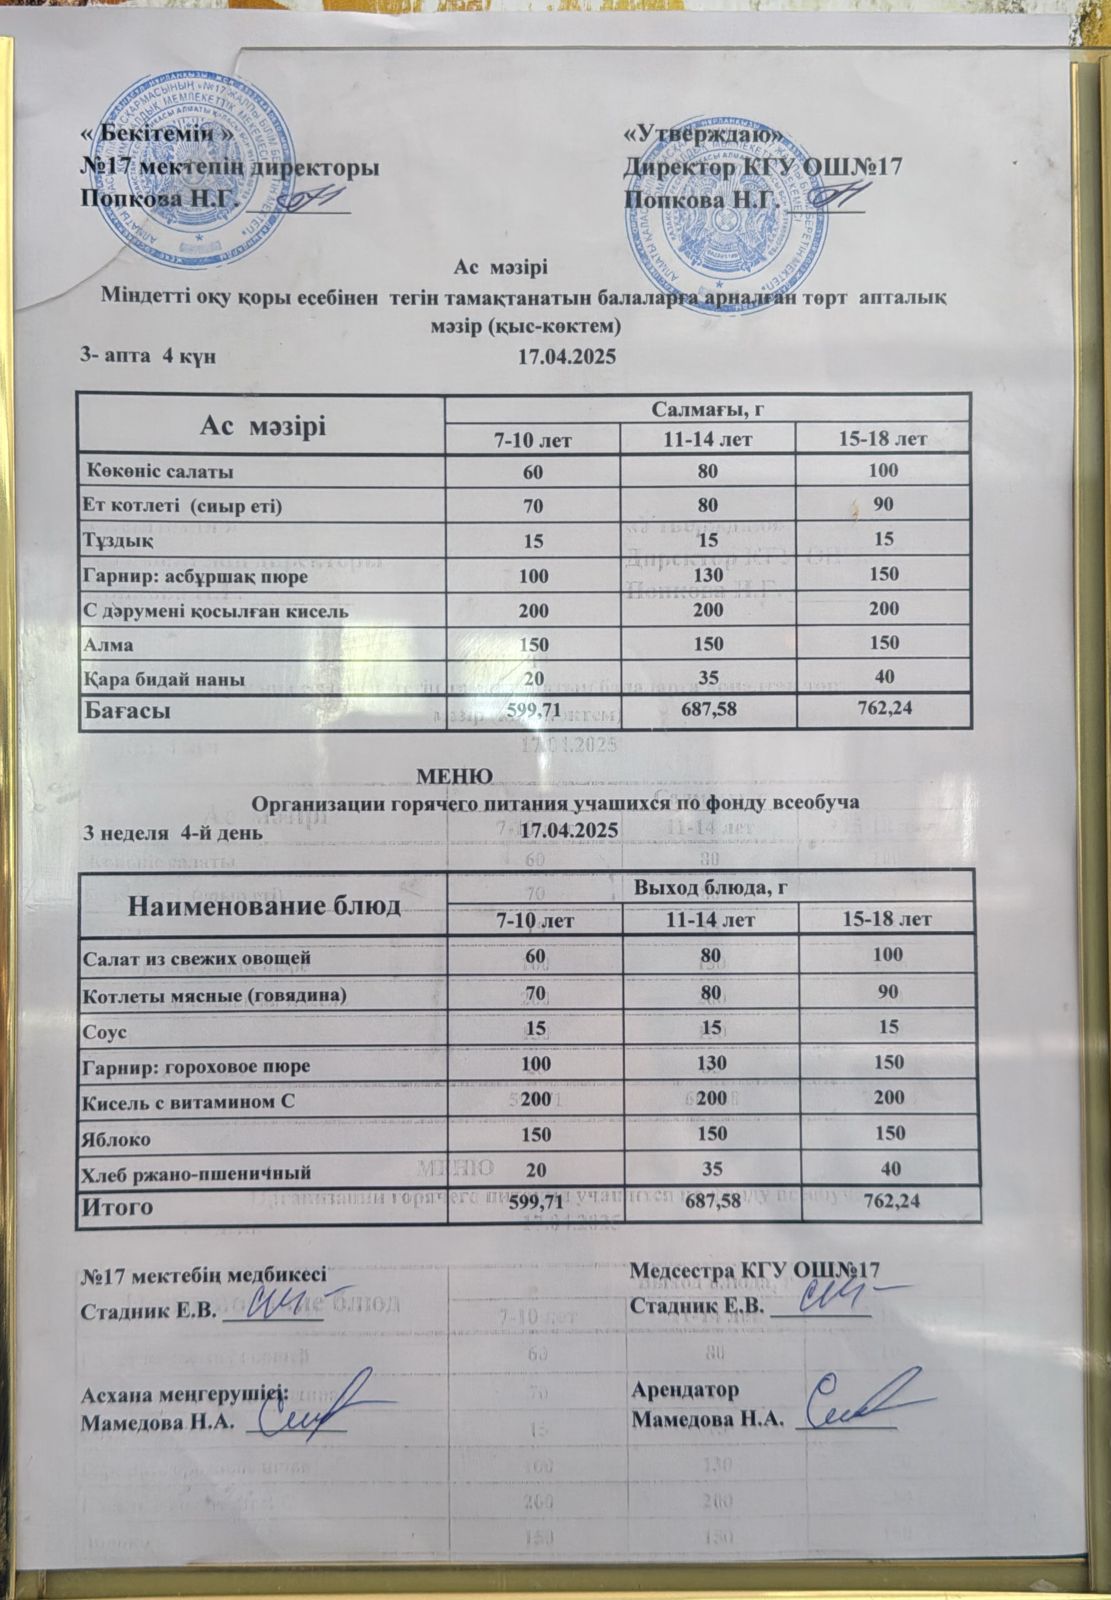 « Бекітемін »
№17 мектепің директоры
Попкова Н.Г. ________
«Утверждаю»
Директор КГУ ОШ№17
Попкова Н.Г. ______
Ас мәзірі
Міндетті оқу қоры есебінен тегін тамақтанатын балаларға арналған төрт апталық
мәзір (қыс-көктем)
3- апта 4 күн 17.04.2025
Ас мәзірі Салмағы, г
7-10 лет 11-14 лет 15-18 лет
Көкөніс салаты 60 80 100
Ет котлеті (сиыр еті) 70 80 90
Тұздық 15 15 15
Гарнир: асбұршақ пюре 100 130 150
С дәрумені қосылған кисель 200 200 200
Алма 150 150 150
Қара бидай наны 20 35 40
Бағасы 599,71 687,58 762,24
МЕНЮ
Организации горячего питания учашихся по фонду всеобуча
3 неделя 4-й день 17.04.2025
Наименование блюд Выход блюда, г
7-10 лет 11-14 лет 15-18 лет
Салат из свежих овощей 60 80 100
Котлеты мясные (говядина) 70 80 90
Соус 15 15 15
Гарнир: гороховое пюре 100 130 150
Кисель с витамином С 200 200 200
Яблоко 150 150 150
Хлеб ржано-пшеничный 20 35 40
Итого 599,71 687,58 762,24
№17 мектебің медбикесі
Стадник Е.В. ________
Медсестра КГУ ОШ№17
Стадник Е.В. ________
Асхана меңгерушісі:
Мамедова Н.А. ________
Арендатор
Мамедова Н.А. ________